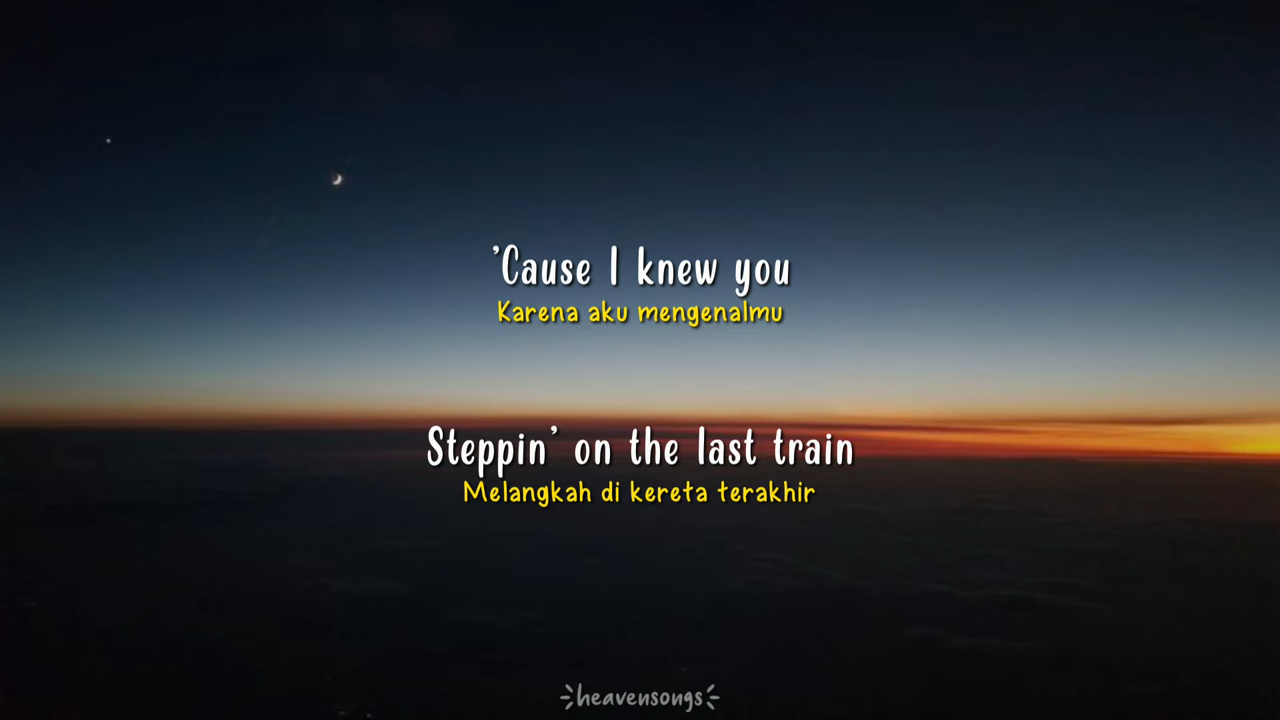 ’Cause I knew you
Karena aku mengenalmu
Steppin’ on the last train
Melangkah di kereta terakhir
heavensongs